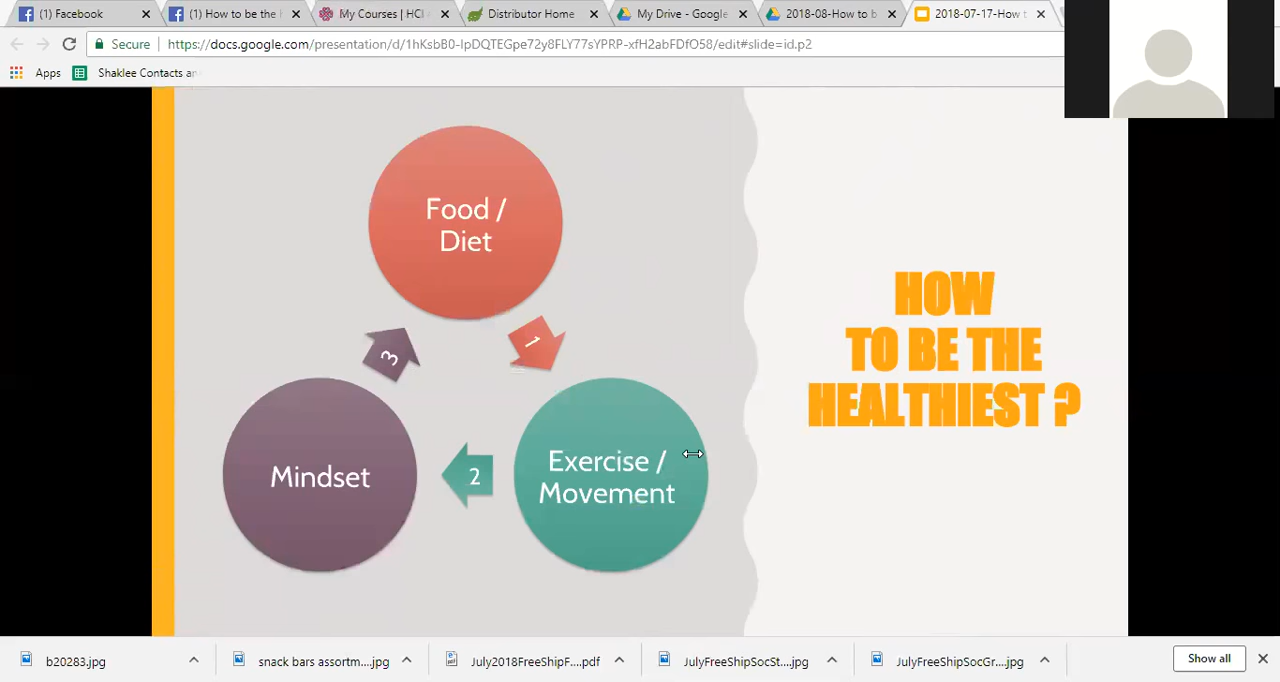 (1) Facebook
(1) How to be the
My Courses | HCI
Distributor Home
My Drive - Google
2018-08-How to b
2018-07-17-How t
Secure
https://docs.google.com/presentation/d/1hKsbB0-IpDQTEGpe72y8FLY77sYPRP-xfH2abFDfO58/edit#slide=id.p2
Apps
Shaklee Contacts an
Food /
Diet
1
Exercise /
Movement
2
Mindset
3
HOW
TO BE THE
HEALTHIEST ?
b20283.jpg
snack bars assortm....jpg
July2018FreeShipF....pdf
JulyFreeShipSocSt....jpg
JulyFreeShipSocGr....jpg
Show all